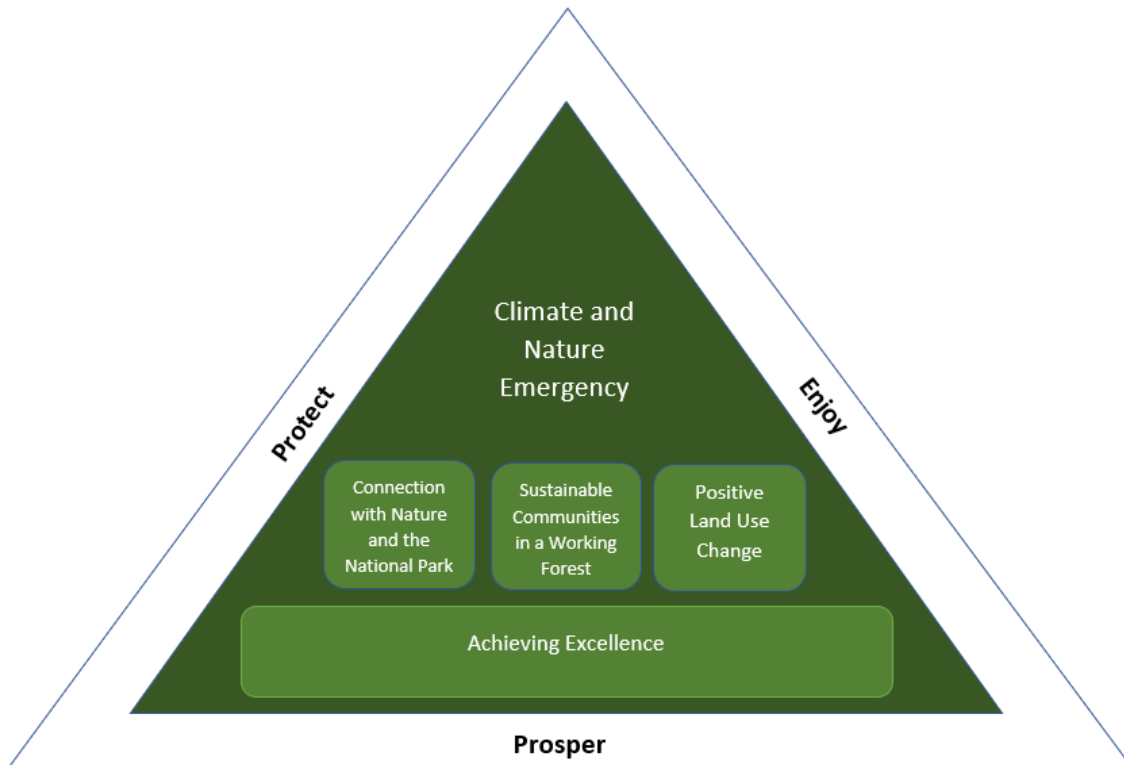 Climate and
Nature
Emergency
Protect
Enjoy
Connection
with Nature
and the
National Park
Sustainable
Communities
in a Working
Forest
Positive
Land Use
Change
Achieving Excellence
Prosper